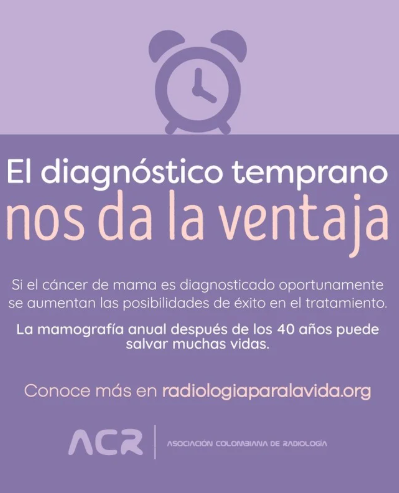 El diagnóstico temprano
nos da la ventaja
Si el cáncer de mama es diagnosticado oportunamente
se aumentan las posibilidades de éxito en el tratamiento.
La mamografía anual después de los 40 años puede
salvar muchas vidas.
Conoce más en radiologiaparalavida.org
ACR ASOCIACIÓN COLOMBIANA DE RADIOLOGÍA